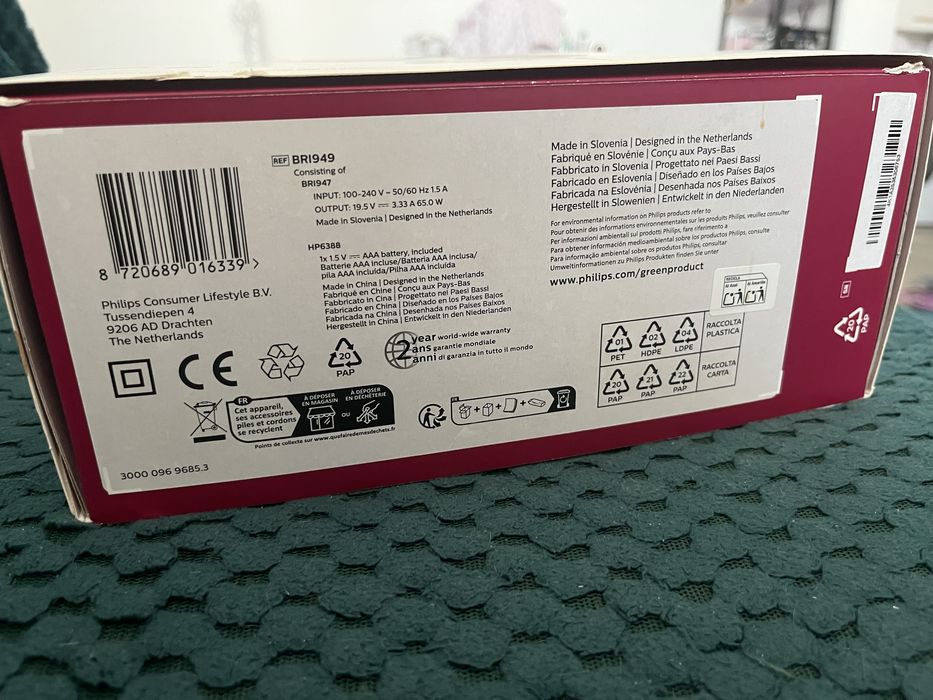 REF BRI949
Consisting of
BRI947
INPUT: 100-240 V ~ 50/60 Hz 1.5 A
OUTPUT: 19.5 V ⎓ 3.33 A 65.0 W
Made in Slovenia | Designed in the Netherlands
8 720689 016339 >
Philips Consumer Lifestyle B.V.
Tussendiepen 4
9206 AD Drachten
The Netherlands
HP6388
1x 1.5 V ⎓ AAA battery, included
Batterie AAA incluse/Batteria AAA inclusa/
pila AAA incluida/Pilha AAA incluída
Made in China | Designed in the Netherlands
Fabriqué en Chine | Conçu aux Pays-Bas
Fabbricato in Cina | Progettato nei Paesi Bassi
Fabricado en China | Diseñado en los Países Bajos
Fabricada na China | Desenhada nos Países Baixos
Hergestellt in China | Entwickelt in den Niederlanden
Made in Slovenia | Designed in the Netherlands
Fabriqué en Slovénie | Conçu aux Pays-Bas
Fabbricato in Slovenia | Progettato nei Paesi Bassi
Fabricado en Eslovenia | Diseñado en los Países Bajos
Fabricada na Eslovénia | Desenhada nos Países Baixos
Hergestellt in Slowenien | Entwickelt in den Niederlanden
For environmental information on Philips products refer to
Pour obtenir des informations environnementales sur les produits Philips, veuillez consulter
Per informazioni ambientali sui prodotti Philips, fare riferimento a
Para obtener información medioambiental sobre los productos Philips, consulte
Para informação ambiental sobre os produtos Philips, consultar
Umweltinformationen zu Philips Produkten finden Sie unter
www.philips.com/greenproduct
RECICLA
Al Azul
Al Amarillo
CE
20
PAP
2 year world-wide warranty
ans garantie mondiale
anni di garanzia in tutto il mondo
01
PET
02
HDPE
04
LDPE
RACCOLTA
PLASTICA
20
PAP
21
PAP
22
PAP
RACCOLTA
CARTA
FR
Cet appareil,
ses accessoires
piles et cordons
se recyclent
À DÉPOSER
EN MAGASIN
OU
À DÉPOSER
EN DÉCHÈTERIE
Points de collecte sur www.quefairedemesdechets.fr
3000 096 9685.3
20
PAP